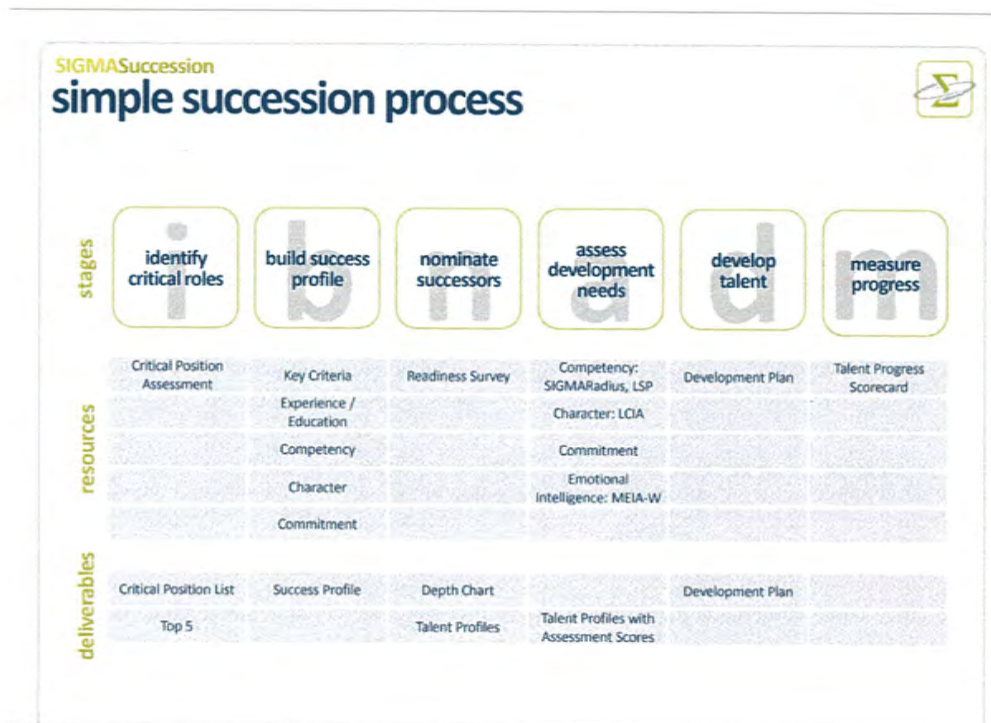 SIGMASuccession
simple succession process
Σ
stages
i
identify
critical roles
b
build success
profile
n
nominate
successors
a
assess
development
needs
d
develop
talent
m
measure
progress
resources
Critical Position
Assessment
Key Criteria
Readiness Survey
Competency:
SIGMARadius, LSP
Development Plan
Talent Progress
Scorecard
Experience /
Education
Character: LCIA
Competency
Commitment
Character
Emotional
Intelligence: MEIA-W
Commitment
deliverables
Critical Position List
Success Profile
Depth Chart
Development Plan
Top 5
Talent Profiles
Talent Profiles with
Assessment Scores